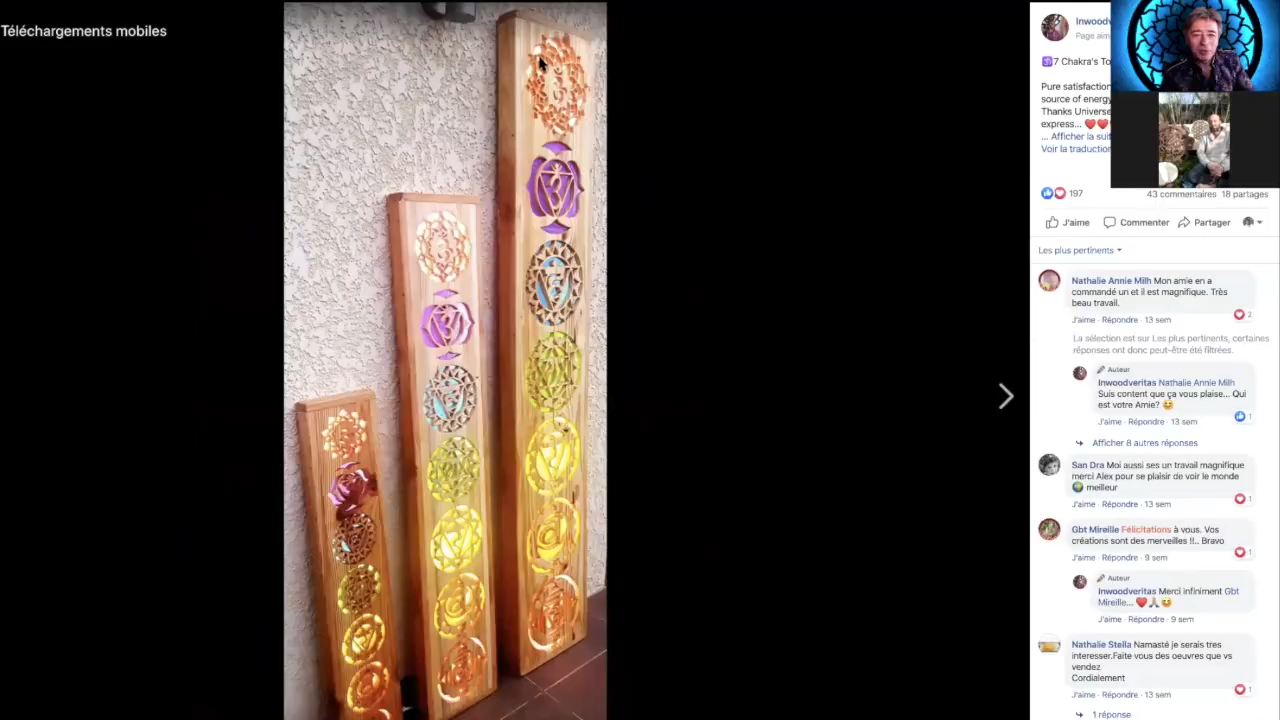 Téléchargements mobiles
Inwoodv
Page aim
7 Chakra's To
Pure satisfaction
source of energy
Thanks Universe
express...
... Afficher la suit
Voir la traduction
197
43 commentaires 18 partages
J'aime Commenter Partager
Les plus pertinents
Nathalie Annie Milh Mon amie en a
commandé un et il est magnifique. Très
beau travail.
2
J'aime · Répondre · 13 sem
La sélection est sur Les plus pertinents, certaines
réponses ont donc peut-être été filtrées.
Auteur
Inwoodveritas Nathalie Annie Milh
Suis content que ça vous plaise... Qui
est votre Amie?
1
J'aime · Répondre · 13 sem
Afficher 8 autres réponses
San Dra Moi aussi ses un travail magnifique
merci Alex pour se plaisir de voir le monde
meilleur
1
J'aime · Répondre · 13 sem
Gbt Mireille Félicitations à vous. Vos
créations sont des merveilles !!.. Bravo
1
J'aime · Répondre · 9 sem
Auteur
Inwoodveritas Merci infiniment Gbt
Mireille...
J'aime · Répondre · 9 sem
Nathalie Stella Namasté je serais tres
interesser.Faite vous des oeuvres que vs
vendez
Cordialement
1
J'aime · Répondre · 13 sem
1 réponse